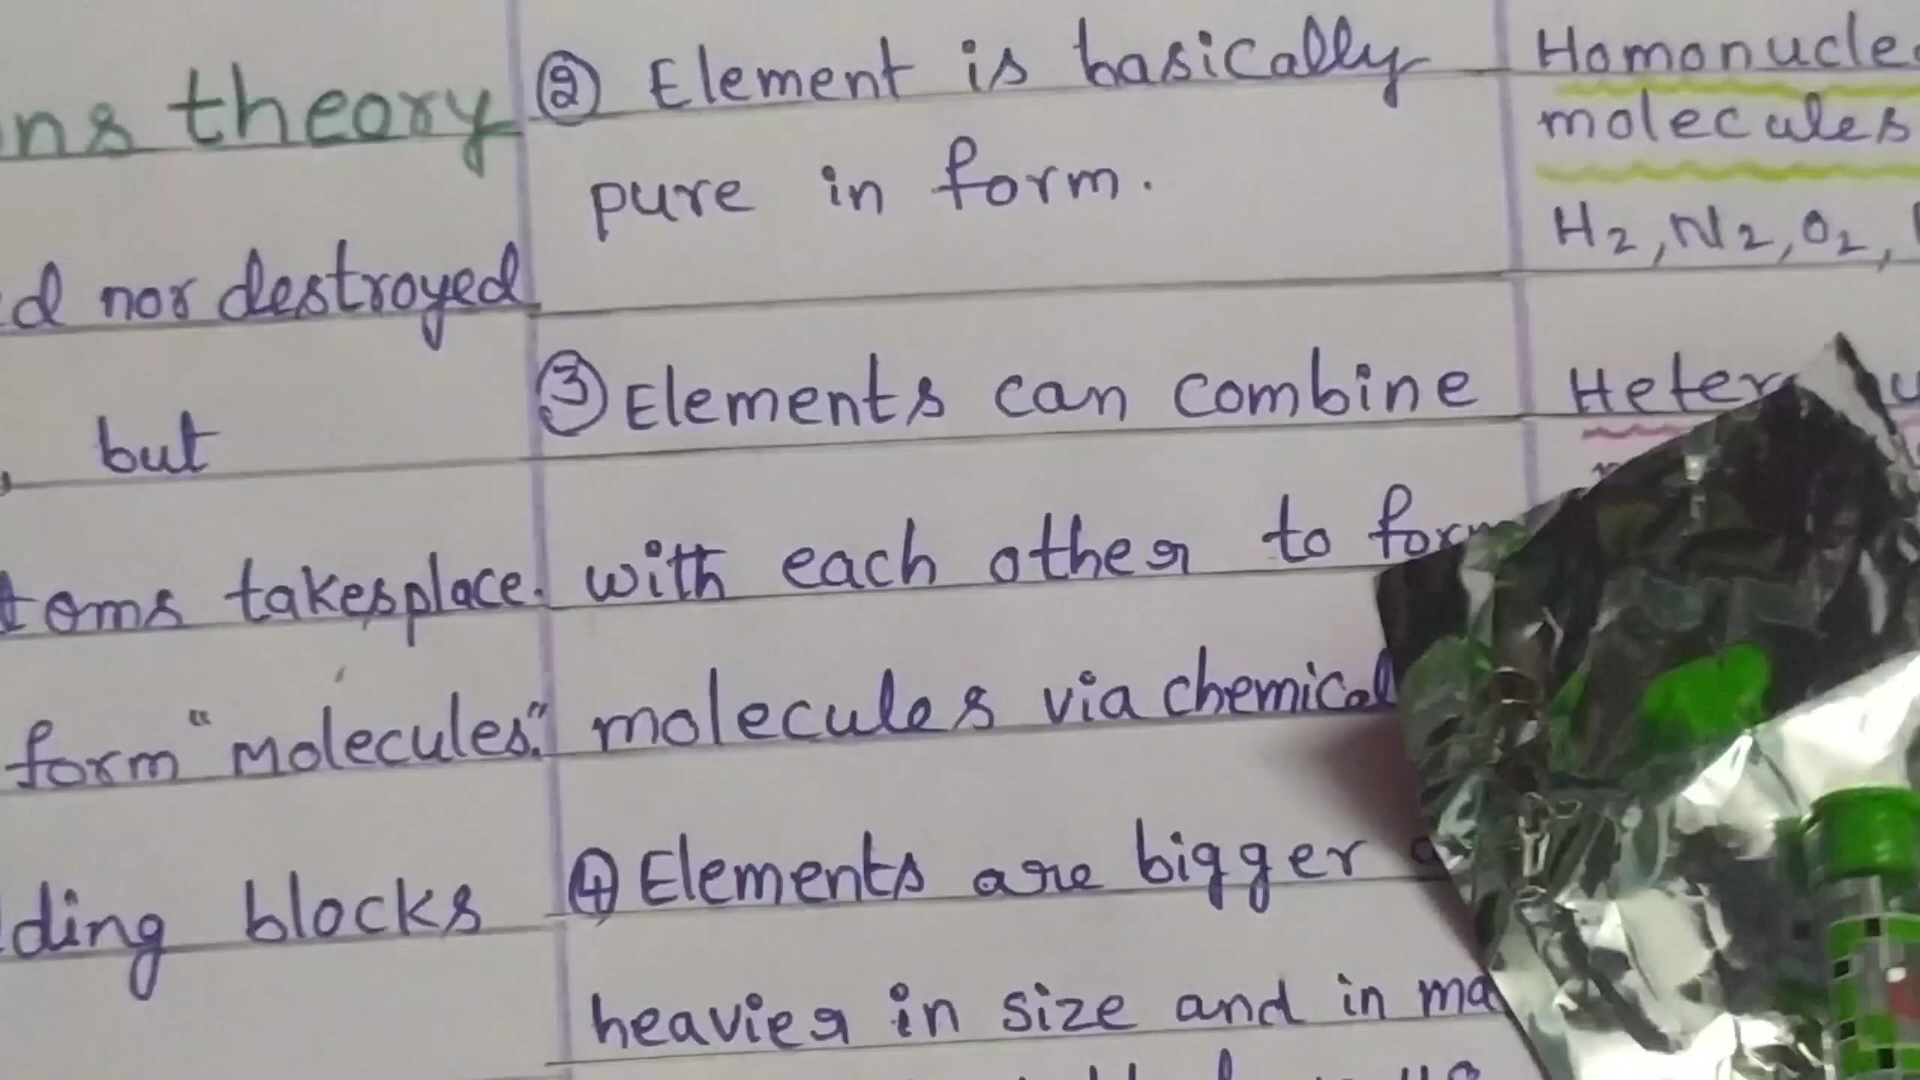 ns theory
d nor destroyed
but
toms takesplace.
form "Molecules."
ding blocks
② Element is basically
pure in form.
③ Elements can combine
with each other to form
molecules via chemical
④ Elements are bigger
heavier in size and in ma
Homonucle
molecules
H2, N2, O2,
Heter